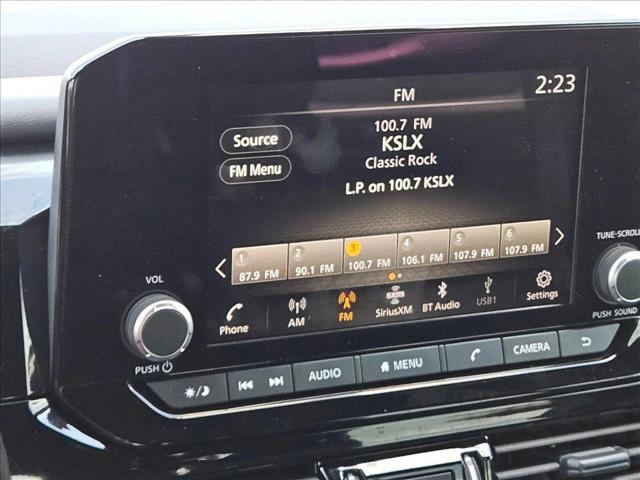 FM
2:23
Source
FM Menu
100.7 FM
KSLX
Classic Rock
L.P. on 100.7 KSLX
1 2 3 4 5 6
87.9 FM 90.1 FM 100.7 FM 106.1 FM 107.9 FM 107.9 FM
Phone AM FM sxm SiriusXM BT Audio USB1 Settings
VOL
PUSH
TUNE-SCROLL
PUSH SOUND
AUDIO MENU CAMERA